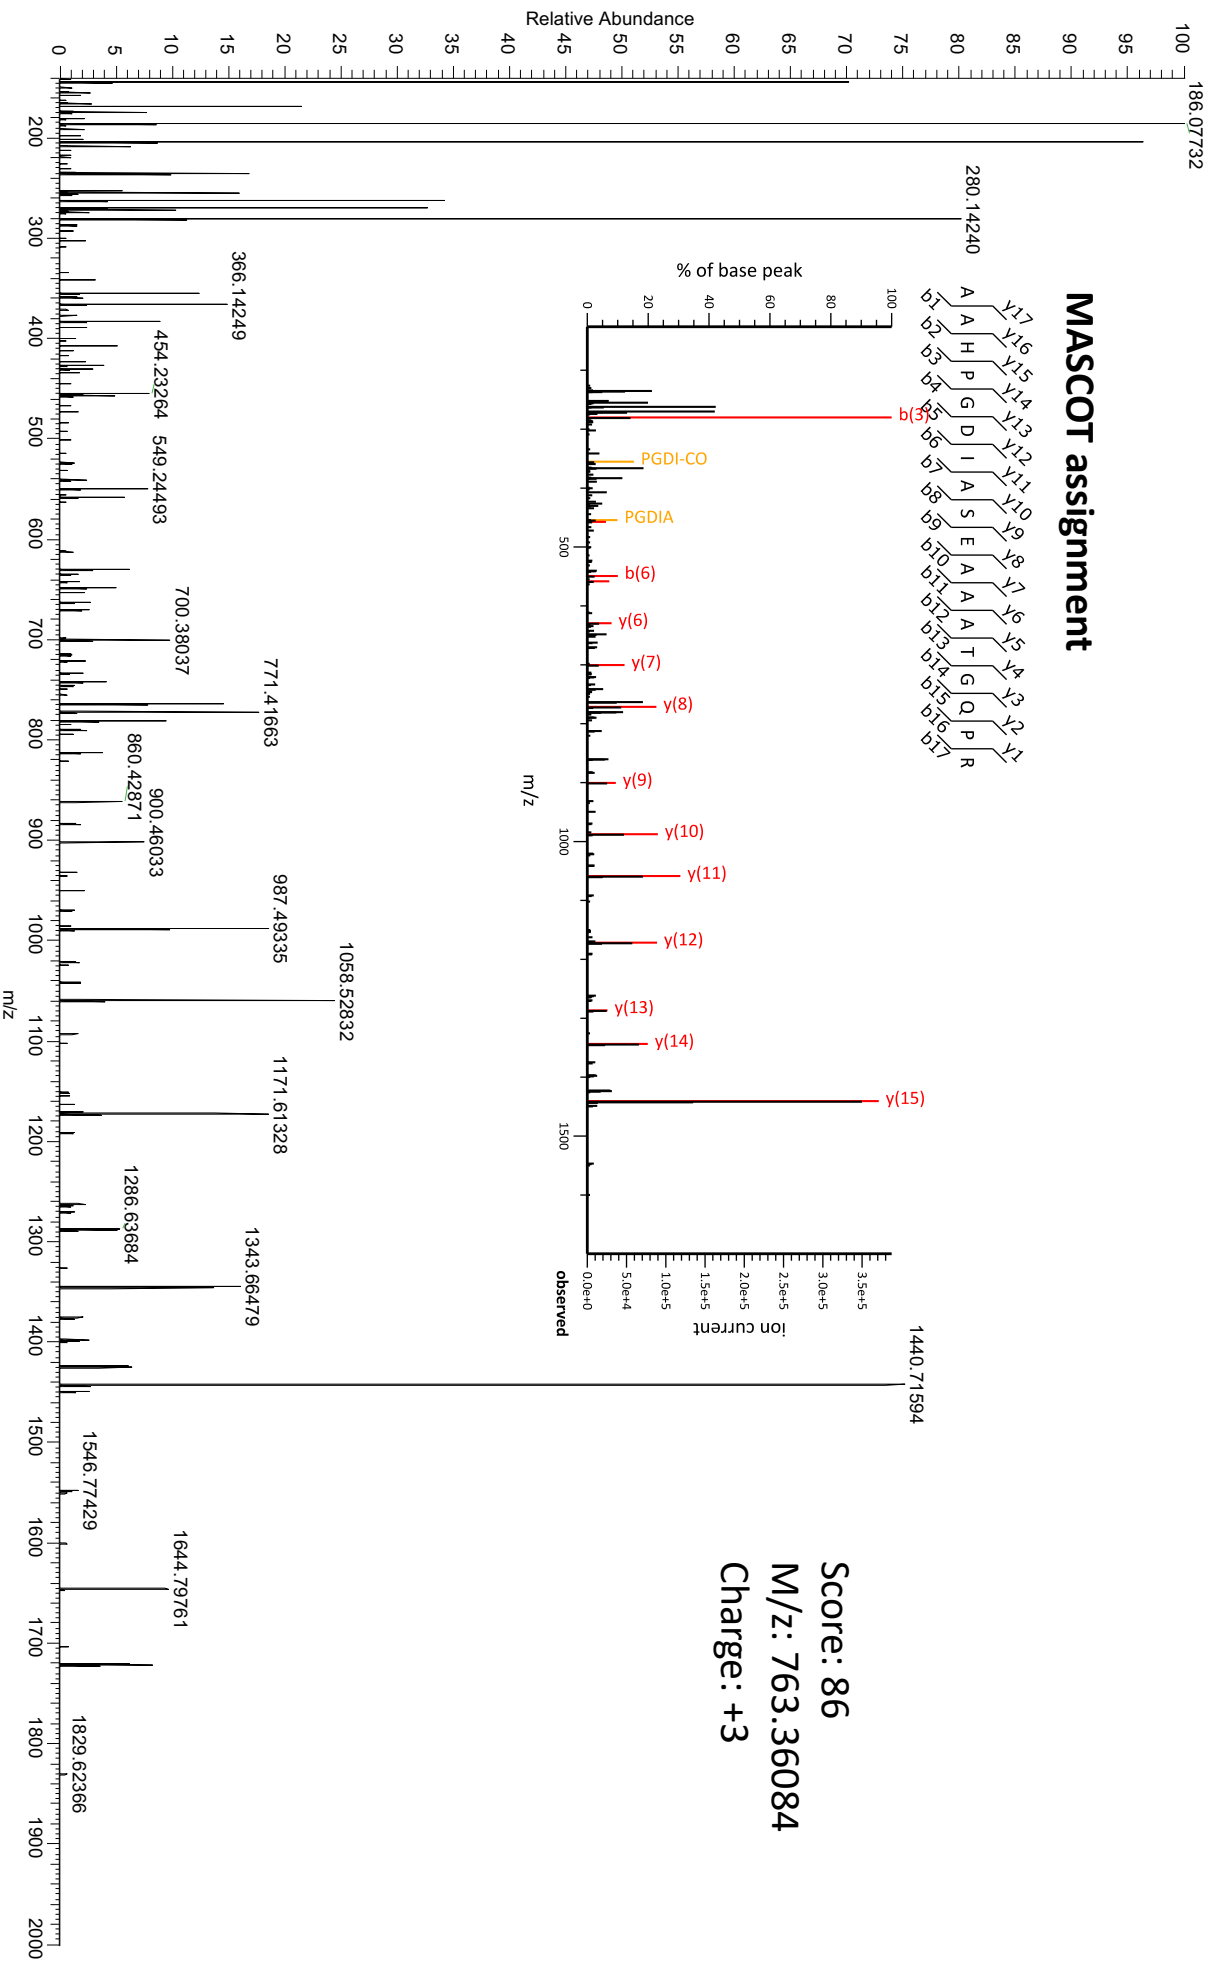 MASCOT assignment
y17 y16 y15 y14 y13 y12 y11 y10 y9 y8 y7 y6 y5 y4 y3 y2 y1
A A H P G D I A S E A A A T G Q P R
b1 b2 b3 b4 b5 b6 b7 b8 b9 b10 b11 b12 b13 b14 b15 b16 b17
Score: 86
M/z: 763.36084
Charge: +3
% of base peak
100
80
60
40
20
0
b(3)
PGDI-CO
PGDIA
b(6)
y(6)
y(7)
y(8)
y(9)
y(10)
y(11)
y(12)
y(13)
y(14)
y(15)
500 1000 1500
m/z
ion current
3.5e+5
3.0e+5
2.5e+5
2.0e+5
1.5e+5
1.0e+5
5.0e+4
0.0e+0
observed
Relative Abundance
100
95
90
85
80
75
70
65
60
55
50
45
40
35
30
25
20
15
10
5
0
186.07732
280.14240
366.14249
454.23264
549.24493
700.38037
771.41663
860.42871
900.46033
987.49335
1058.52832
1171.61328
1286.63684
1343.66479
1440.71594
1546.77429
1644.79761
1829.62366
200 300 400 500 600 700 800 900 1000 1100 1200 1300 1400 1500 1600 1700 1800 1900 2000
m/z